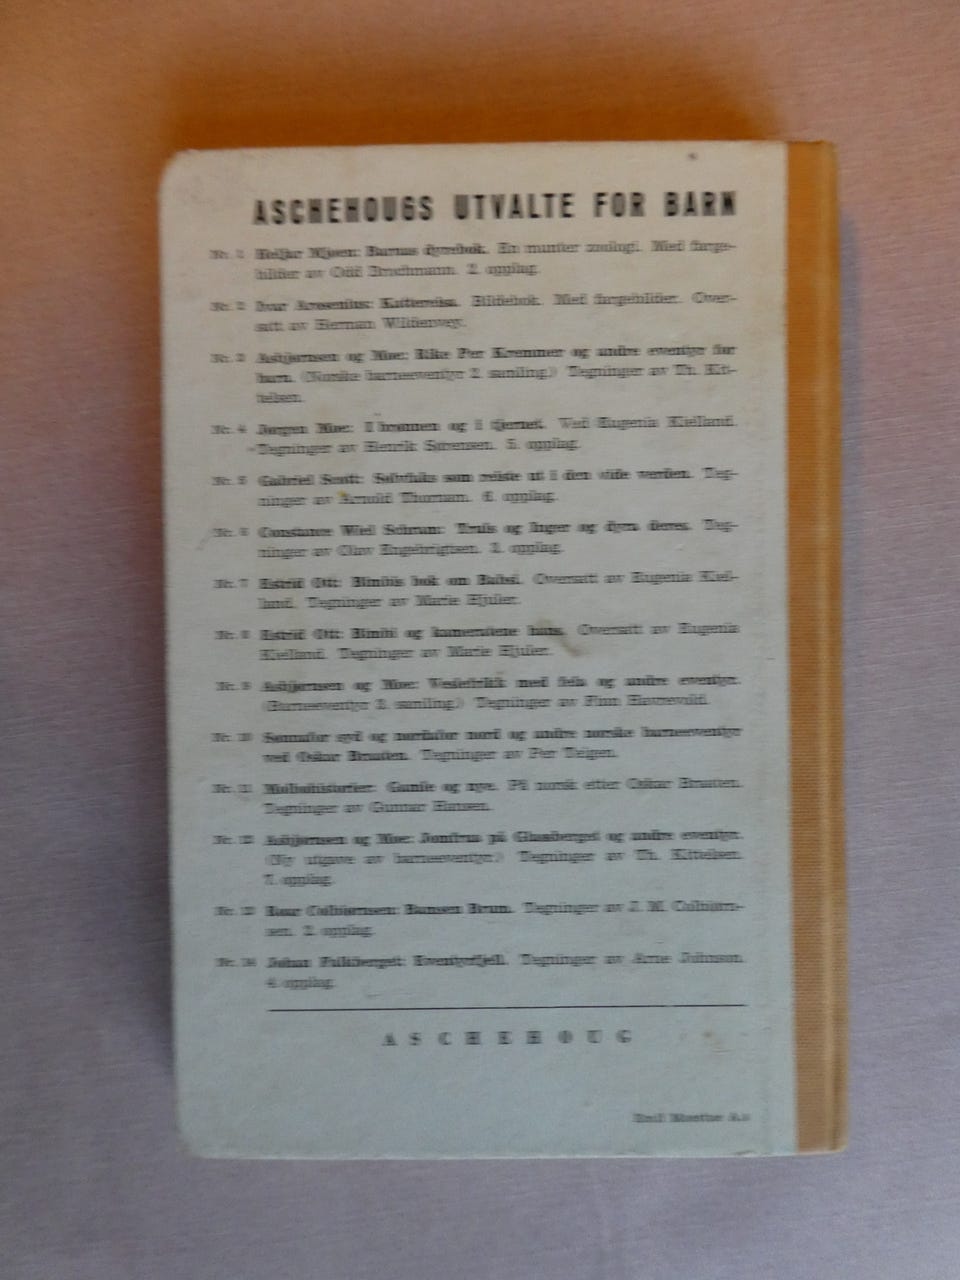 ASCHEHOUGS UTVALTE FOR BARN
Nr. 1 Heljar Mjøen: Barnas dyrebok. En munter zoologi. Med farge-
bilder av Odd Brochmann. 2. opplag.
Nr. 2 Ivar Arosenius: Kattereisa. Bildebok. Med fargebilder. Over-
satt av Herman Wildenvey.
Nr. 3 Asbjørnsen og Moe: Rike Per Kremmer og andre eventyr for
barn. (Norske barneeventyr 2. samling.) Tegninger av Th. Kit-
telsen.
Nr. 4 Jørgen Moe: I brønnen og i tjernet. Ved Eugenia Kielland.
Tegninger av Henrik Sørensen. 5. opplag.
Nr. 5 Gabriel Scott: Sølvfaks som reiste ut i den vide verden. Teg-
ninger av Arnold Thornam. opplag.
Nr. 6 Constance Wiel Schram: Truls og Inger og dyra deres. Teg-
ninger av Olav Engebrigtsen. opplag.
Nr. 7 Estrid Ott: Bimbis bok om Babsi. Oversatt av Eugenia Kiel-
land. Tegninger av Marie Hjuler.
Nr. 8 Estrid Ott: Bimbi og kameratene hans. Oversatt av Eugenia
Kielland. Tegninger av Marie Hjuler.
Nr. 9 Asbjørnsen og Moe: Veslefrikk med fela og andre eventyr.
(Barneeventyr 3. samling.) Tegninger av Finn Havrevold.
Nr. 10 Sønnafor syd og nordafor nord og andre norske barneeventyr
ved Oskar Braaten. Tegninger av Per Teigen.
Nr. 11 Molbohistorier. Gamle og nye. På norsk etter Oskar Braaten.
Tegninger av Gunnar Hansen.
Nr. 12 Asbjørnsen og Moe: Jomfrua på Glassberget og andre eventyr.
(Ny utgave av barneeventyr.) Tegninger av Th. Kittelsen.
7. opplag.
Nr. 13 Roar Colbiørnsen: Bamsen Brum. Tegninger av J. M. Colbiørn-
sen. 2. opplag.
Nr. 14 Johan Falkberget: Eventyrfjell. Tegninger av Arne Johnson.
4. opplag.
ASCHEHOUG
Emil Moestue A.s